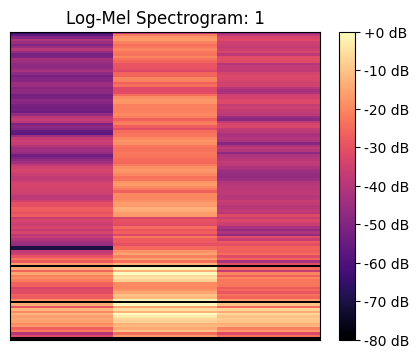 Log-Mel Spectrogram: 1
+0 dB
-10 dB
-20 dB
-30 dB
-40 dB
-50 dB
-60 dB
-70 dB
-80 dB